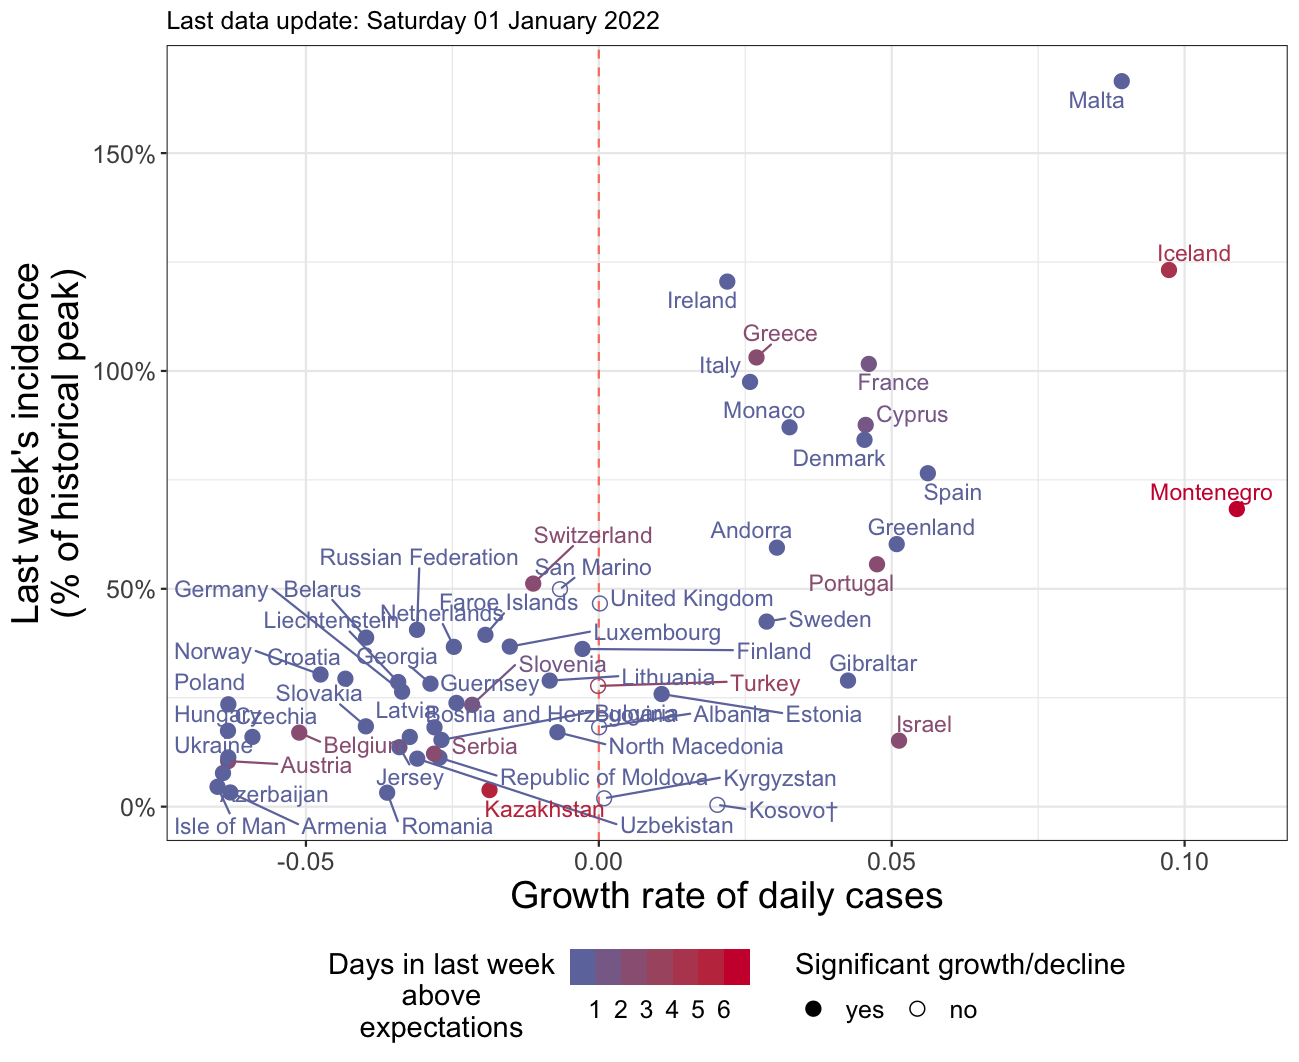 Last data update: Saturday 01 January 2022
Last week's incidence
(% of historical peak)
150%
100%
50%
0%
Malta
Iceland
Ireland
Greece
Italy
France
Monaco
Cyprus
Denmark
Spain
Montenegro
Andorra
Greenland
Switzerland
Russian Federation
San Marino
Portugal
Germany
Belarus
Faroe Islands
United Kingdom
Netherlands
Liechtenstein
Sweden
Luxembourg
Norway
Croatia
Georgia
Finland
Slovenia
Gibraltar
Poland
Slovakia
Guernsey
Lithuania
Turkey
Hungary
Czechia
Latvia
Bosnia and Herzegovina
Bulgaria
Albania
Estonia
Israel
Ukraine
Belgium
Serbia
North Macedonia
Austria
Jersey
Republic of Moldova
Kyrgyzstan
Azerbaijan
Kazakhstan
Kosovo†
Isle of Man
Armenia
Romania
Uzbekistan
-0.05
0.00
0.05
0.10
Growth rate of daily cases
Days in last week
above
expectations
1 2 3 4 5 6
Significant growth/decline
yes
no